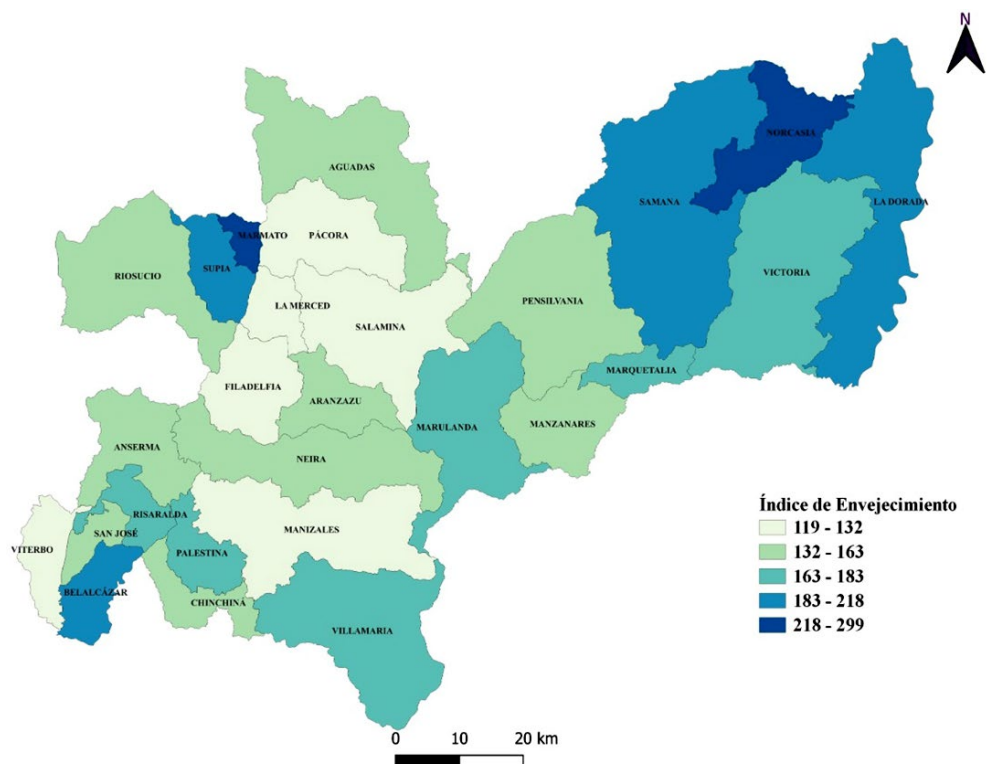 N
NORCASIA
AGUADAS
SAMANA
LA DORADA
MARMATO
PÁCORA
SUPIA
RIOSUCIO
VICTORIA
LA MERCED
PENSILVANIA
SALAMINA
MARQUETALIA
FILADELFIA
ARANZAU
MANZANARES
MARULANDA
ANSERMA
NEIRA
Índice de Envejecimiento
119 - 132
132 - 163
163 - 183
183 - 218
218 - 299
RISARALDA
SAN JOSÉ
MANIZALES
VITERBO
PALESTINA
BELALCÁZAR
CHINCHINÁ
VILLAMARIA
0 10 20 km